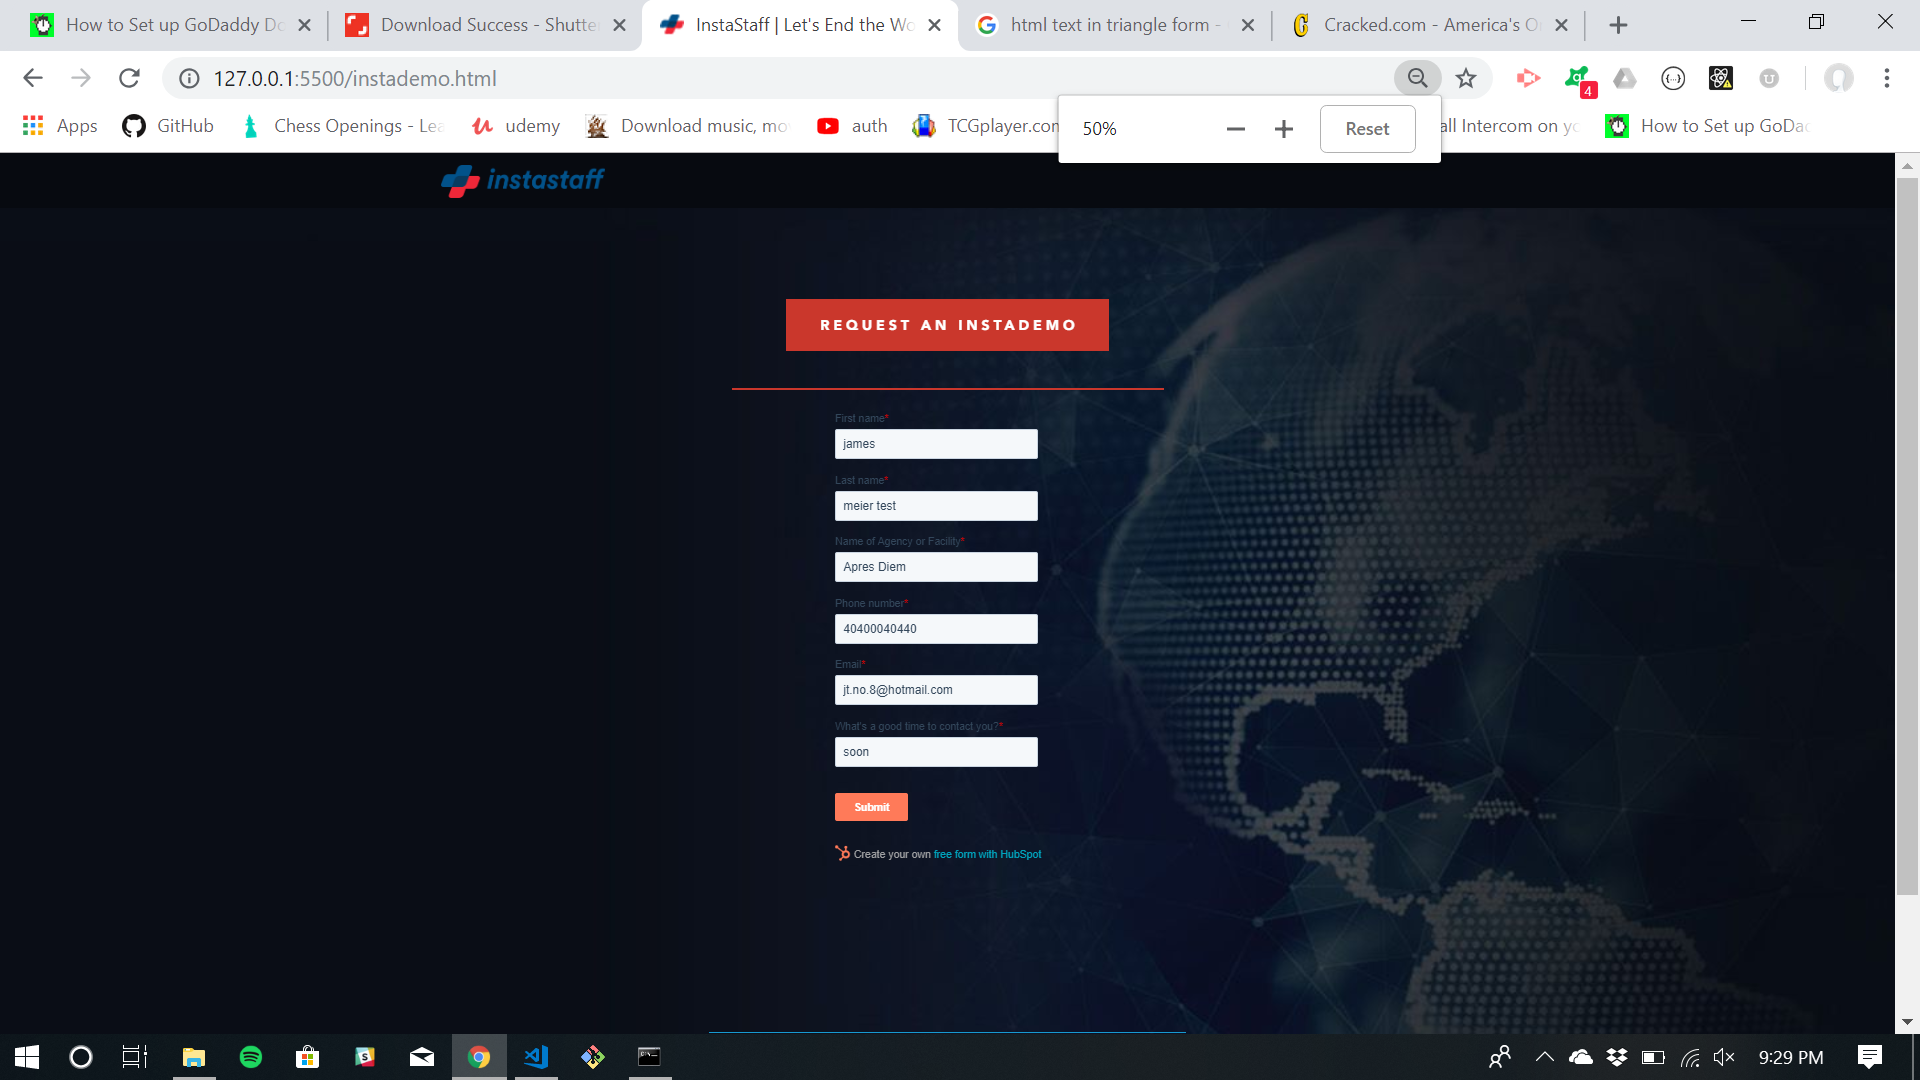 How to Set up GoDaddy Do
Download Success - Shutte
InstaStaff | Let's End the Wo
html text in triangle form -
Cracked.com - America's O
127.0.0.1:5500/instademo.html
4
Apps
GitHub
Chess Openings - Lea
udemy
Download music, mo
auth
TCGplayer.com
all Intercom on yo
How to Set up GoDad
50%
Reset
instastaff
REQUEST AN INSTADEMO
First name*
james
Last name*
meier test
Name of Agency or Facility*
Apres Diem
Phone number*
40400040440
Email*
jt.no.8@hotmail.com
What's a good time to contact you?*
soon
Submit
Create your own free form with HubSpot
9:29 PM